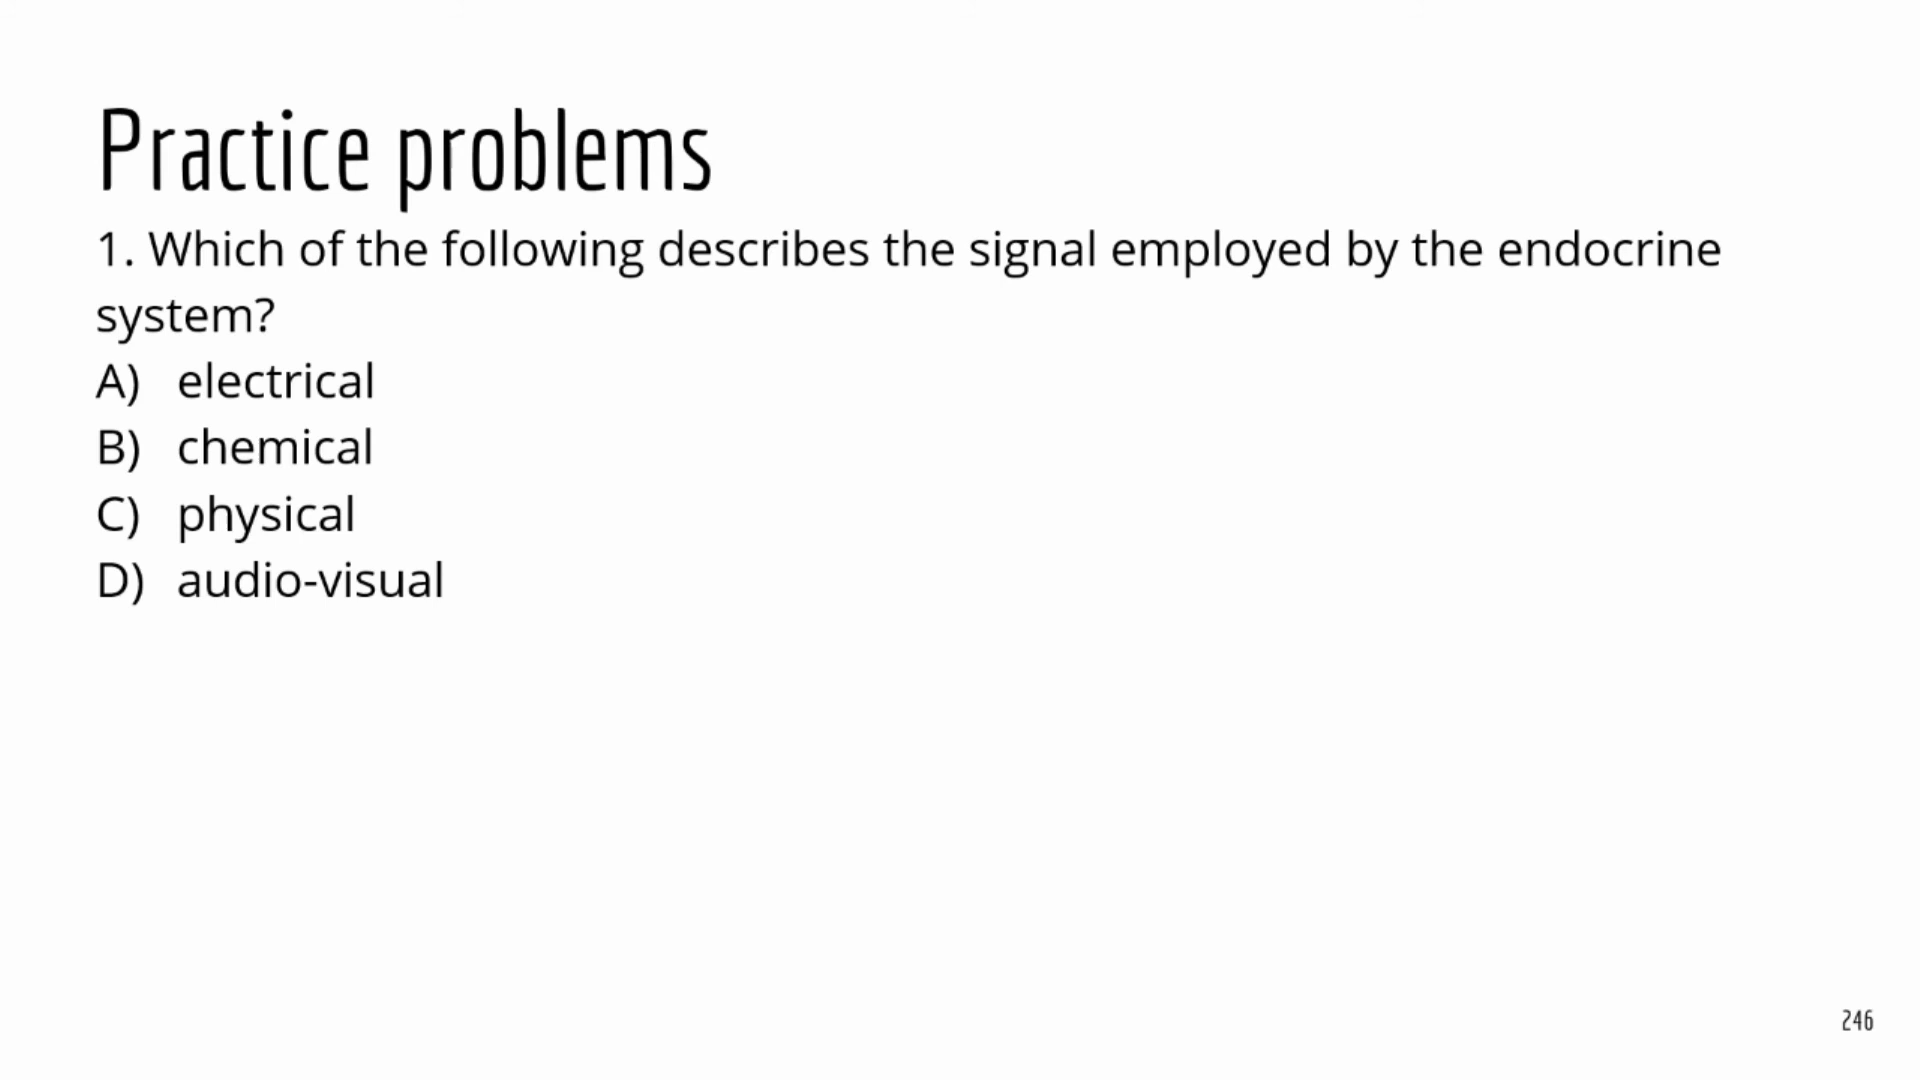 Practice problems
1. Which of the following describes the signal employed by the endocrine
system?
A) electrical
B) chemical
C) physical
D) audio-visual
246